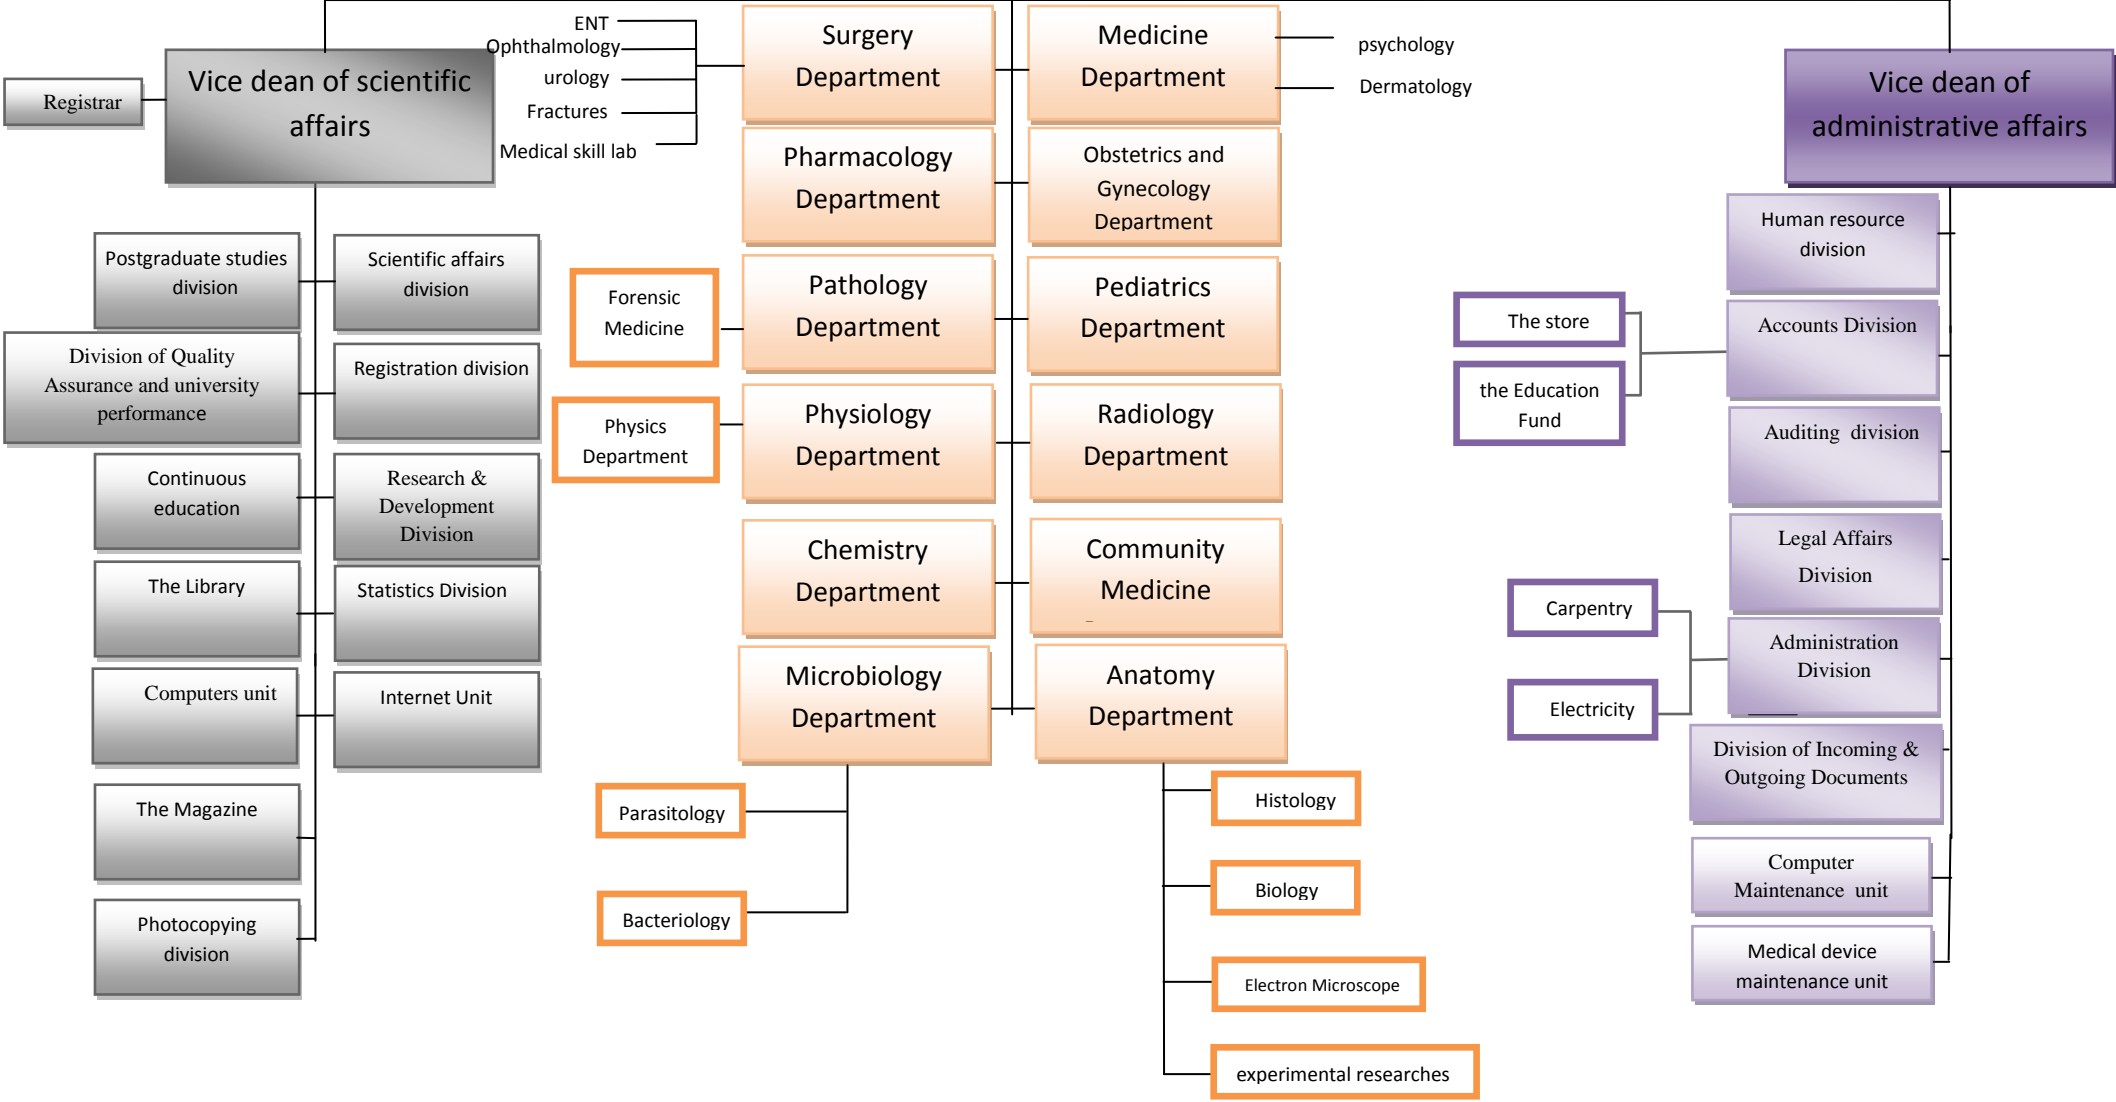 Registrar
Vice dean of scientific
affairs
Postgraduate studies
division
Scientific affairs
division
Division of Quality
Assurance and university
performance
Registration division
Continuous
education
Research &
Development
Division
The Library
Statistics Division
Computers unit
Internet Unit
The Magazine
Photocopying
division
ENT
Ophthalmology
urology
Fractures
Medical skill lab
Surgery
Department
Medicine
Department
psychology
Dermatology
Pharmacology
Department
Obstetrics and
Gynecology
Department
Forensic
Medicine
Pathology
Department
Pediatrics
Department
Physics
Department
Physiology
Department
Radiology
Department
Chemistry
Department
Community
Medicine
Microbiology
Department
Anatomy
Department
Parasitology
Bacteriology
Histology
Biology
Electron Microscope
experimental researches
Vice dean of
administrative affairs
Human resource
division
The store
the Education
Fund
Accounts Division
Auditing division
Legal Affairs
Division
Carpentry
Electricity
Administration
Division
Division of Incoming &
Outgoing Documents
Computer
Maintenance unit
Medical device
maintenance unit